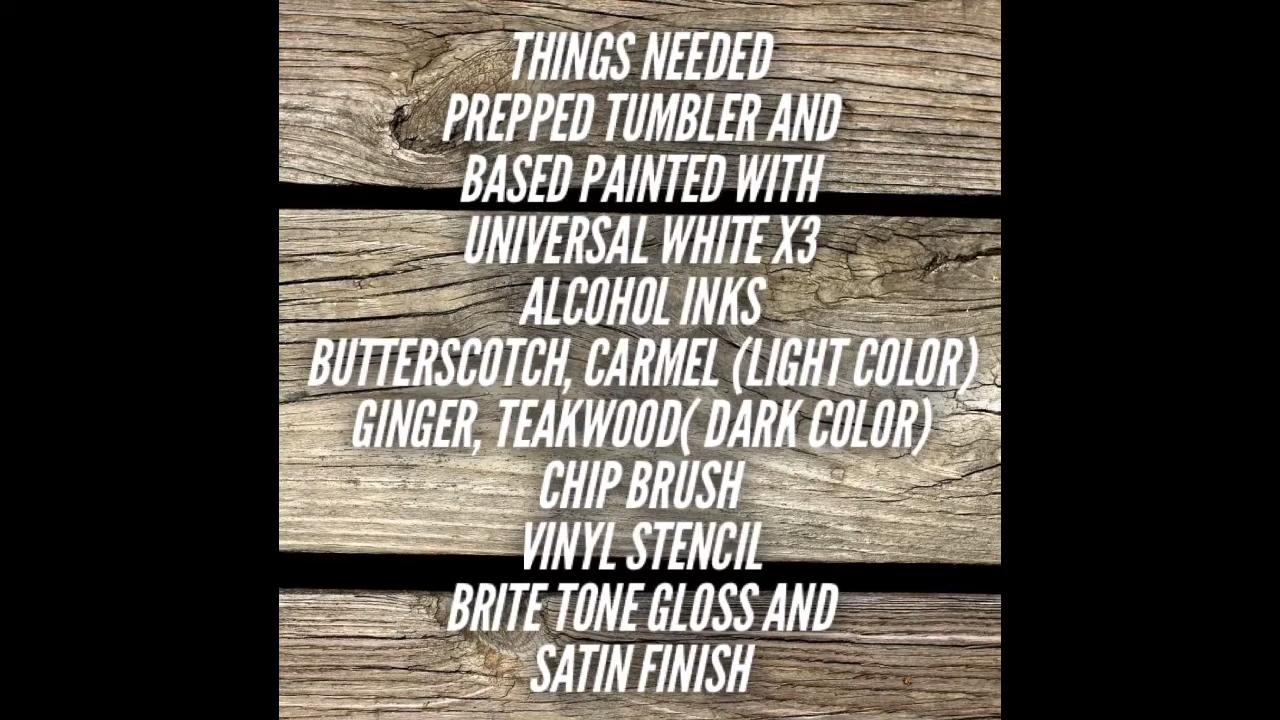 THINGS NEEDED
PREPPED TUMBLER AND
BASED PAINTED WITH
UNIVERSAL WHITE X3
ALCOHOL INKS
BUTTERSCOTCH, CARMEL (LIGHT COLOR)
GINGER, TEAKWOOD( DARK COLOR)
CHIP BRUSH
VINYL STENCIL
BRITE TONE GLOSS AND
SATIN FINISH